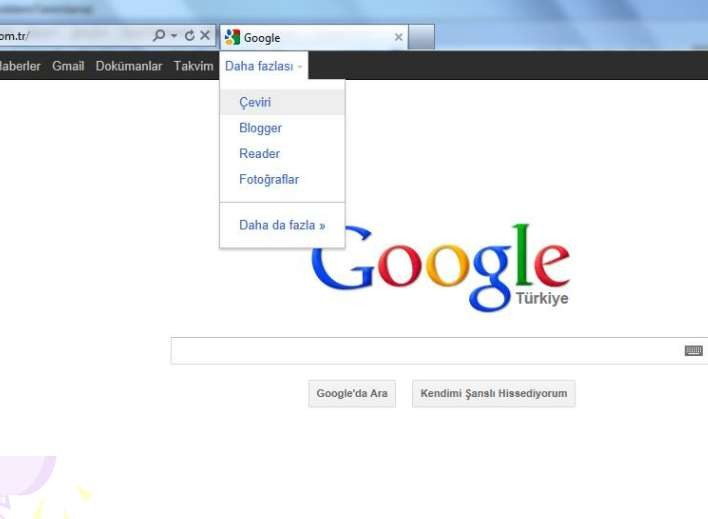 om.tr/
Google
Haberler Gmail Dokümanlar Takvim Daha fazlası
Çeviri
Blogger
Reader
Fotoğraflar
Daha da fazla »
Google
Türkiye
Google'da Ara
Kendimi Şanslı Hissediyorum